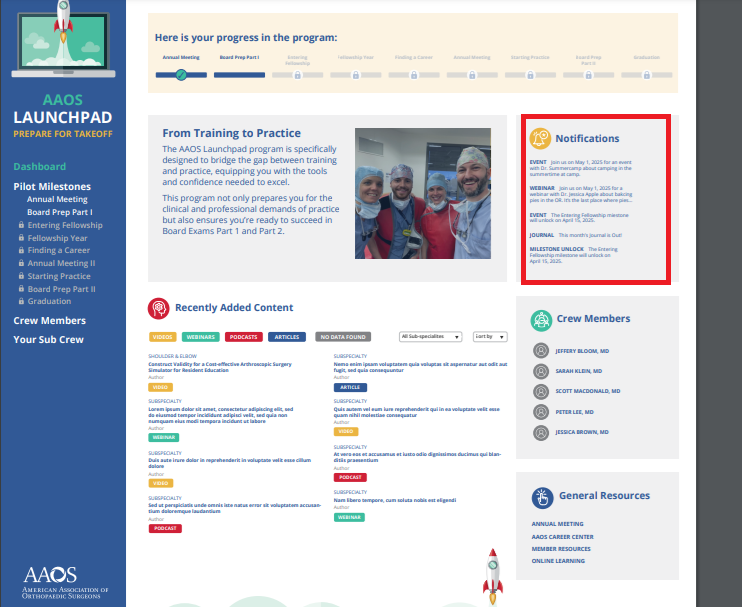 AAOS
LAUNCHPAD
PREPARE FOR TAKEOFF
Dashboard
Pilot Milestones
Annual Meeting
Board Prep Part I
Entering Fellowship
Fellowship Year
Finding a Career
Annual Meeting II
Starting Practice
Board Prep Part II
Graduation
Crew Members
Your Sub Crew
AAOS
AMERICAN ASSOCIATION OF
ORTHOPAEDIC SURGEONS
Here is your progress in the program:
Annual Meeting
Board Prep Part I
Entering
Fellowship
Fellowship Year
Finding a Career
Annual Meeting
Starting Practice
Board Prep
Part II
Graduation
From Training to Practice
The AAOS Launchpad program is specifically
designed to bridge the gap between training
and practice, equipping you with the tools
and confidence needed to excel.
This program not only prepares you for the
clinical and professional demands of practice
but also ensures you're ready to succeed in
Board Exams Part 1 and Part 2.
Notifications
EVENT Join us on May 1, 2025 for an event
with Dr. Summercamp about camping in the
summertime at camp.
WEBINAR Join us on May 1, 2025 for a
webinar with Dr. Jessica Apple about bakcing
pies in the OR. It's the last place where pies...
EVENT The Entering Fellowship milestone
will unlock on April 15, 2025.
JOURNAL This month's Journal is Out!
MILESTONE UNLOCK The Entering
Fellowship milestone will unlock on
April 15, 2025.
Recently Added Content
VIDEOS
WEBINARS
PODCASTS
ARTICLES
NO DATA FOUND
All Sub-specialites
Sort by
SHOULDER & ELBOW
Construct Validity for a Cost-effective Arthroscopic Surgery
Simulator for Resident Education
Author
VIDEO
SUBSPECIALTY
Lorem ipsum dolor sit amet, consectetur adipiscing elit, sed
do eiusmod tempor incididunt adipisci velit, sed quia non
numquam eius modi tempora incidunt ut labore
Author
WEBINAR
SUBSPECIALTY
Duis aute irure dolor in reprehenderit in voluptate velit esse cillum
dolore
Author
VIDEO
SUBSPECIALTY
Sed ut perspiciatis unde omnis iste natus error sit voluptatem accusan-
tium doloremque laudantium
Author
PODCAST
SUBSPECIALTY
Nemo enim ipsam voluptatem quia voluptas sit aspernatur aut odit aut
fugit, sed quia consequuntur
Author
ARTICLE
SUBSPECIALTY
Quis autem vel eum iure reprehenderit qui in ea voluptate velit esse
quam nihil molestiae consequatur
Author
VIDEO
SUBSPECIALTY
At vero eos et accusamus et iusto odio dignissimos ducimus qui blan-
ditiis praesentium
Author
PODCAST
SUBSPECIALTY
Nam libero tempore, cum soluta nobis est eligendi
Author
WEBINAR
Crew Members
JEFFERY BLOOM, MD
SARAH KLEIN, MD
SCOTT MACDONALD, MD
PETER LEE, MD
JESSICA BROWN, MD
General Resources
ANNUAL MEETING
AAOS CAREER CENTER
MEMBER RESOURCES
ONLINE LEARNING